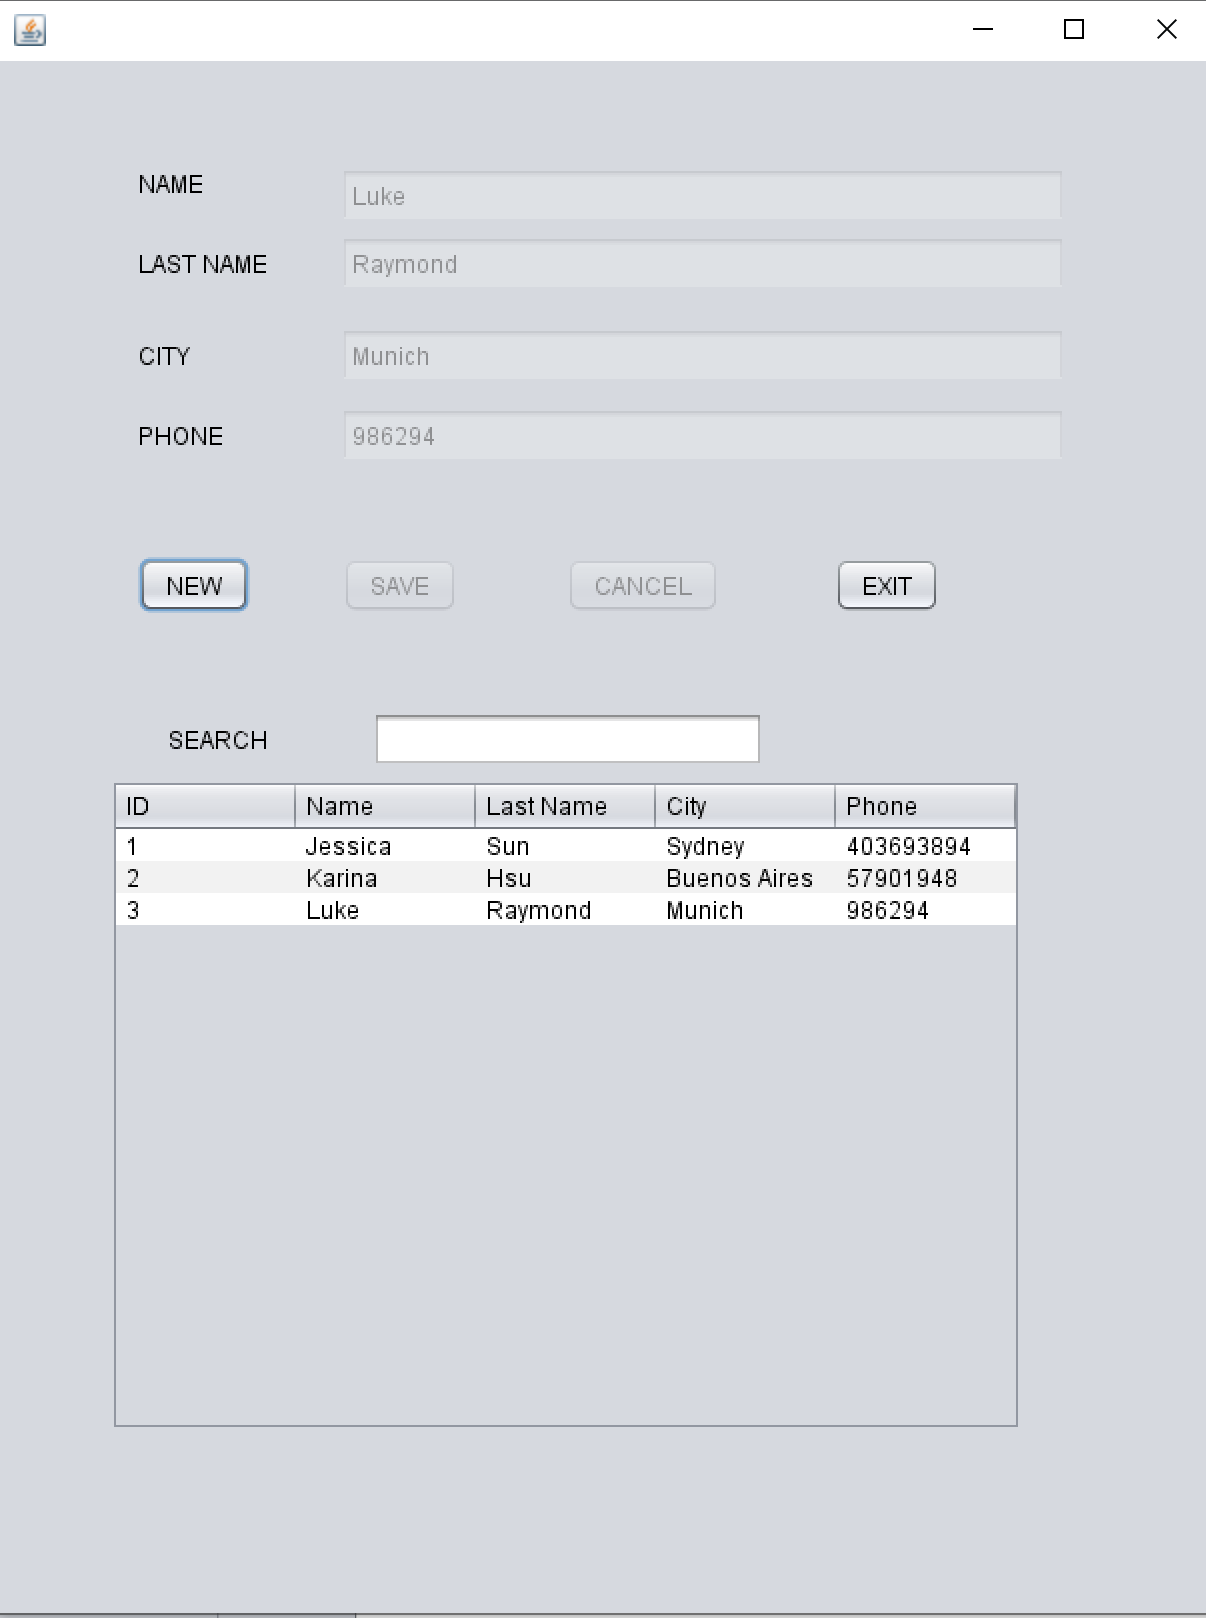 NAME Luke
LAST NAME Raymond
CITY Munich
PHONE 986294
NEW SAVE CANCEL EXIT
SEARCH
ID Name Last Name City Phone
1 Jessica Sun Sydney 403693894
2 Karina Hsu Buenos Aires 57901948
3 Luke Raymond Munich 986294